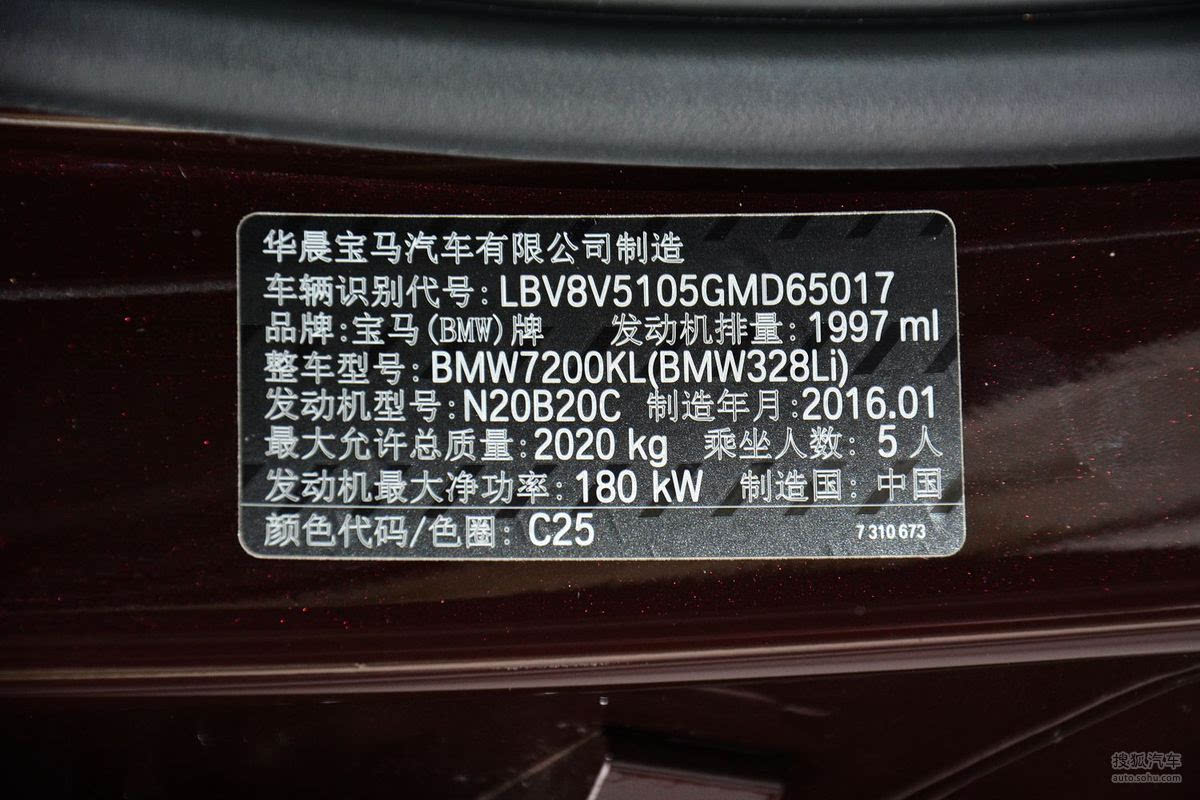 华晨宝马汽车有限公司制造
车辆识别代号: LBV8V5105GMD65017
品牌:宝马(BMW)牌 发动机排量: 1997 ml
整车型号:BMW7200KL(BMW328Li)
发动机型号:N20B20C 制造年月:2016.01
最大允许总质量:2020 kg 乘坐人数: 5 人
发动机最大净功率:180 kW 制造国: 中国
颜色代码/色圈: C25 7 310 673
搜狐汽车
auto.sohu.com